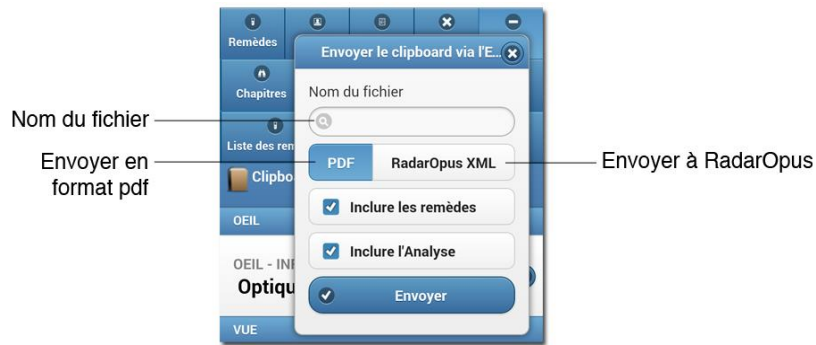 Remèdes
Envoyer le clipboard via l'E...
Chapitres
Nom du fichier
Nom du fichier
Liste des rem
PDF
RadarOpus XML
Envoyer en
format pdf
Envoyer à RadarOpus
Clipbo
Inclure les remèdes
OEIL
Inclure l'Analyse
OEIL - INF
Optiqu
Envoyer
VUE